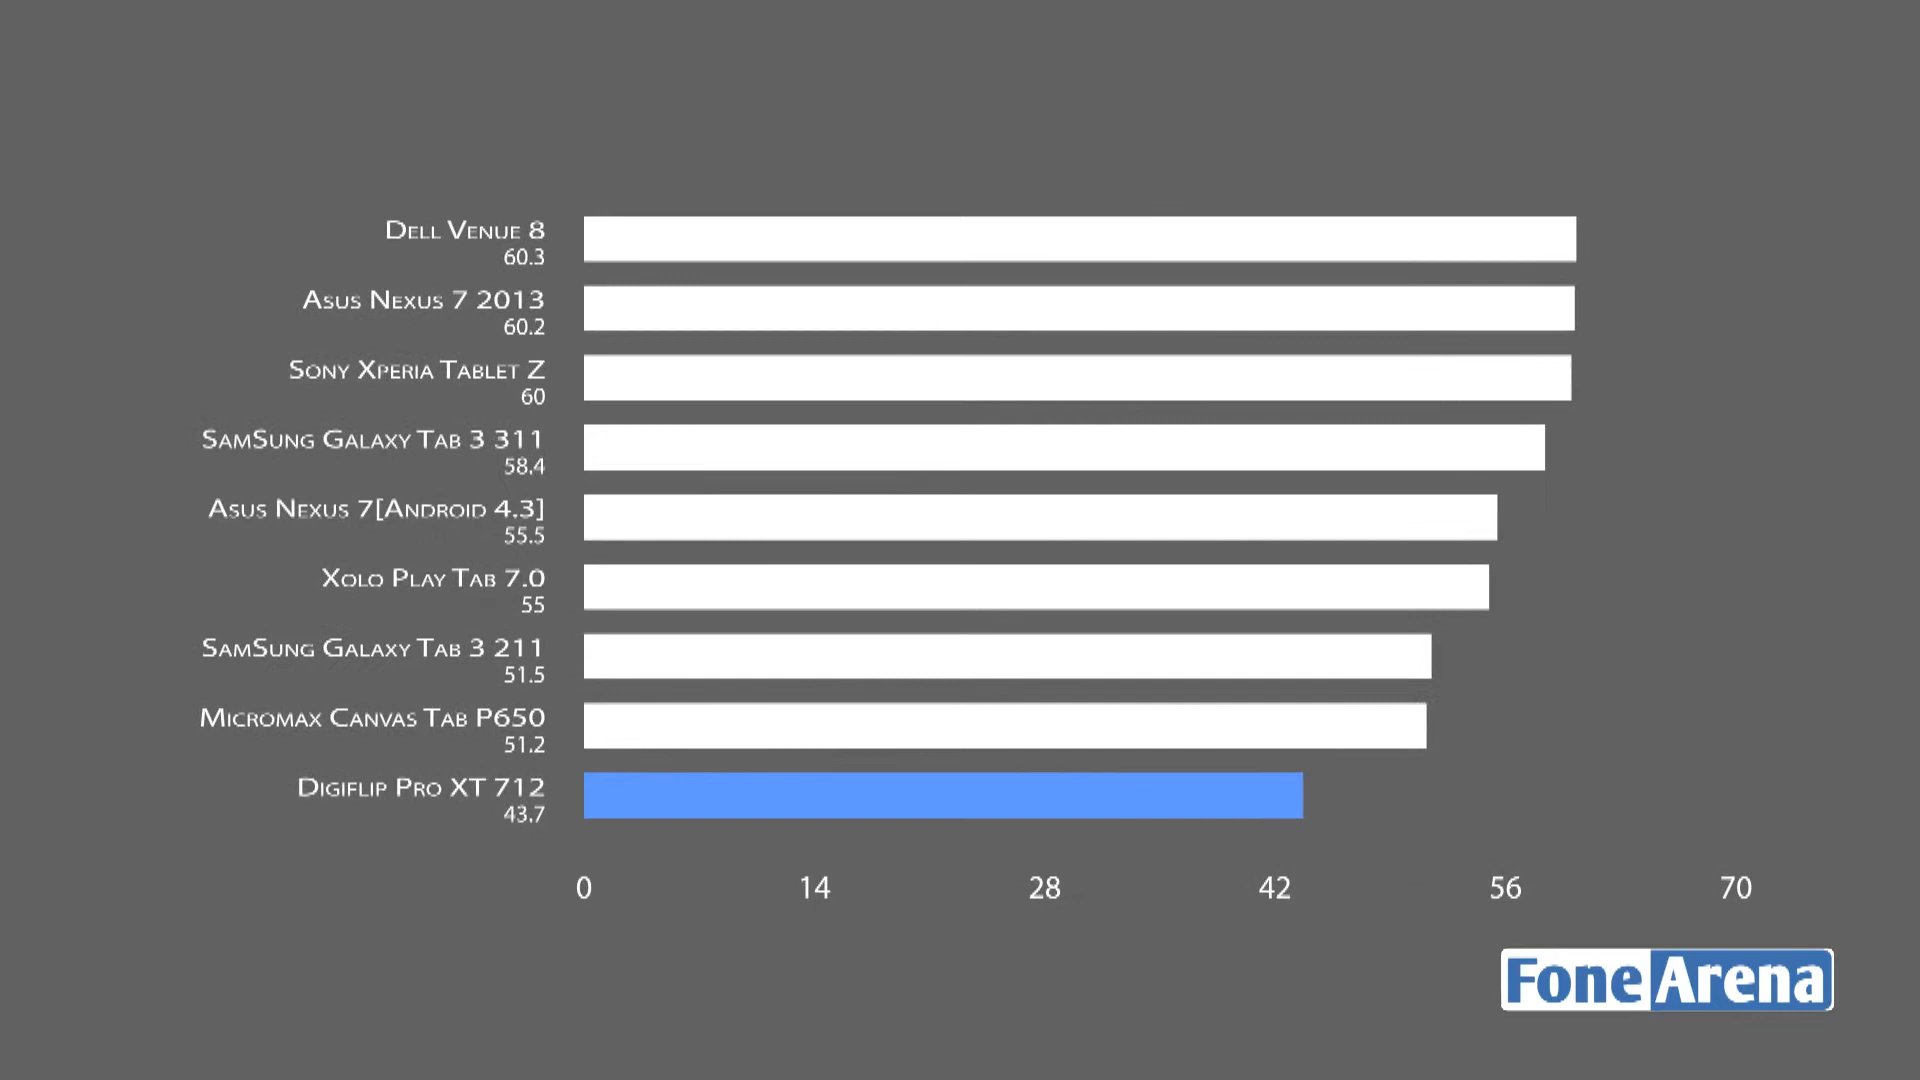 Dell Venue 8
60.3
Asus Nexus 7 2013
60.2
Sony Xperia Tablet Z
60
SamSung Galaxy Tab 3 311
58.4
Asus Nexus 7[Android 4.3]
55.5
Xolo Play Tab 7.0
55
SamSung Galaxy Tab 3 211
51.5
Micromax Canvas Tab P650
51.2
Digiflip Pro XT 712
43.7
0 14 28 42 56 70
FoneArena